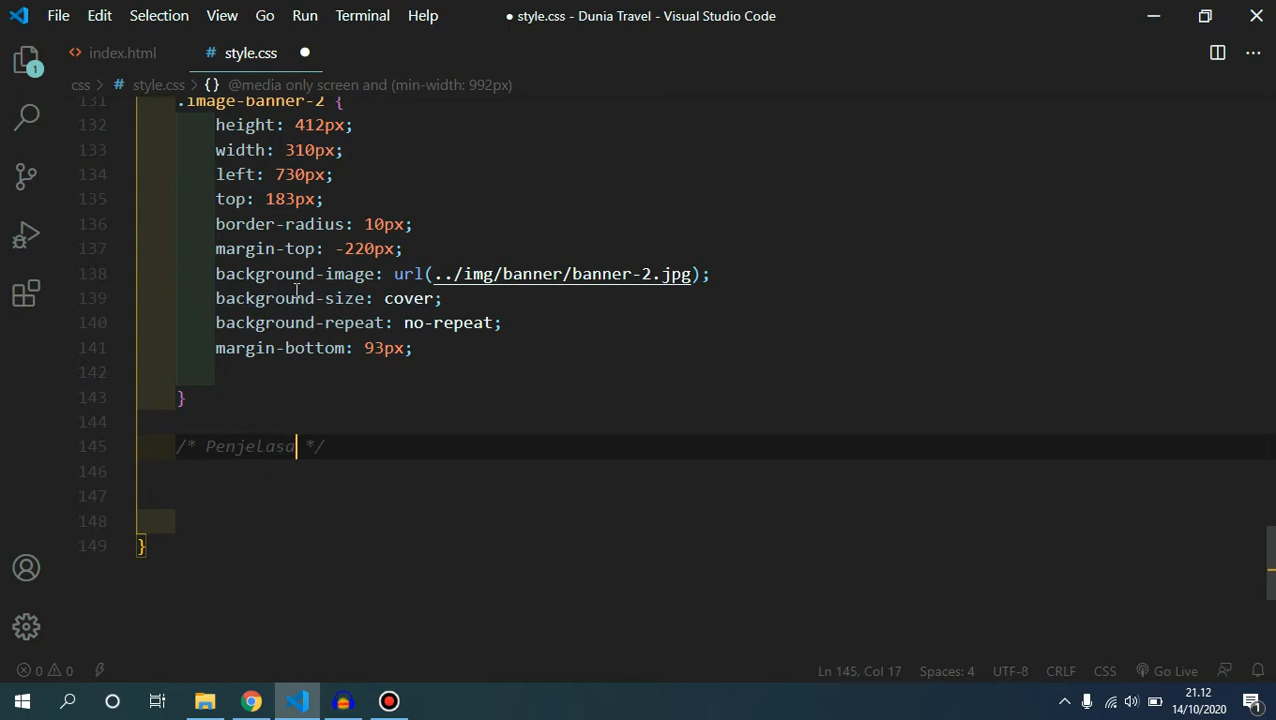 File Edit Selection View Go Run Terminal Help ● style.css - Dunia Travel - Visual Studio Code
<> index.html # style.css ●
css > # style.css > {} @media only screen and (min-width: 992px)
131 .image-banner-2 {
132 height: 412px;
133 width: 310px;
134 left: 730px;
135 top: 183px;
136 border-radius: 10px;
137 margin-top: -220px;
138 background-image: url(../img/banner/banner-2.jpg);
139 background-size: cover;
140 background-repeat: no-repeat;
141 margin-bottom: 93px;
142
143 }
144
145 /* Penjelasa */
146
147
148
149 }
1
0 0 Ln 145, Col 17 Spaces: 4 UTF-8 CRLF CSS Go Live
21.12
14/10/2020
1